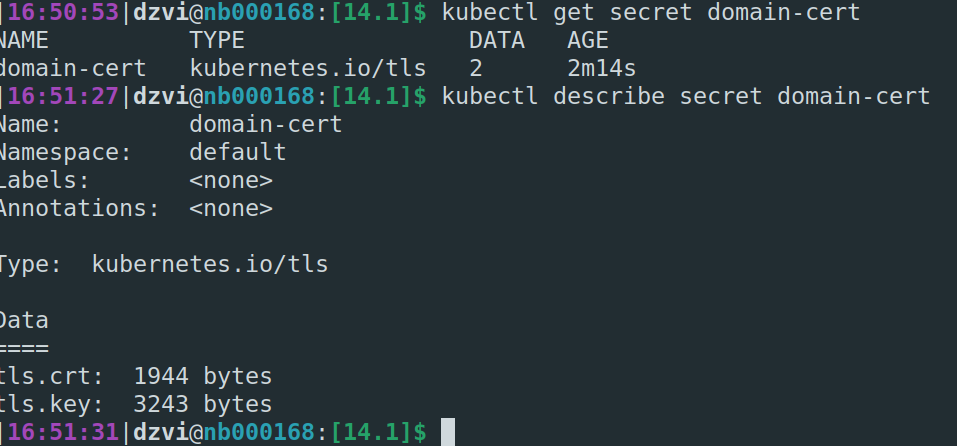 |16:50:53|dzvi@nb000168:[14.1]$ kubectl get secret domain-cert
NAME          TYPE                DATA   AGE
domain-cert   kubernetes.io/tls   2      2m14s
|16:51:27|dzvi@nb000168:[14.1]$ kubectl describe secret domain-cert
Name:         domain-cert
Namespace:    default
Labels:       <none>
Annotations:  <none>

Type:  kubernetes.io/tls

Data
====
tls.crt:  1944 bytes
tls.key:  3243 bytes
|16:51:31|dzvi@nb000168:[14.1]$